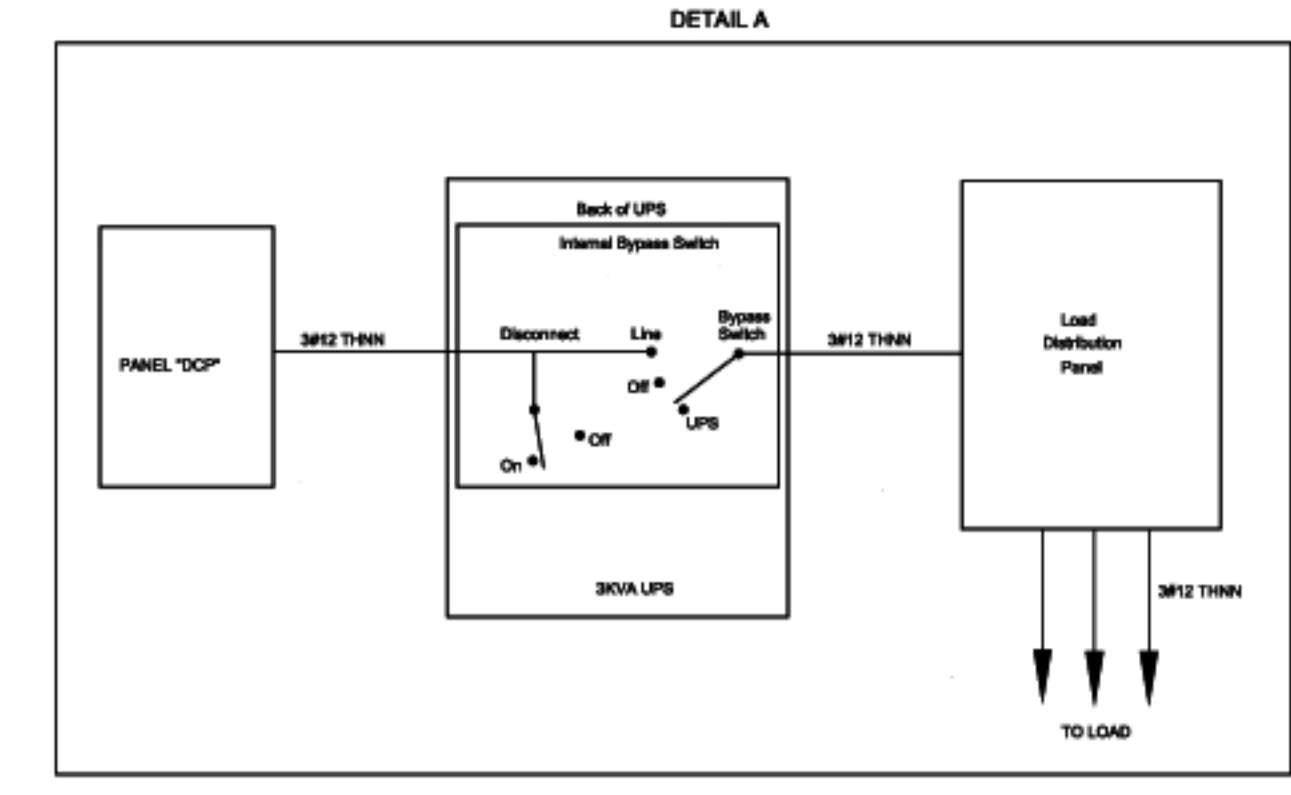 DETAIL A
Back of UPS
Internal Bypass Switch
PANEL "DCP"
3#12 THNN
Disconnect
Line
Bypass
Switch
Off
UPS
Off
On
3KVA UPS
3#12 THNN
Load
Distribution
Panel
3#12 THNN
TO LOAD